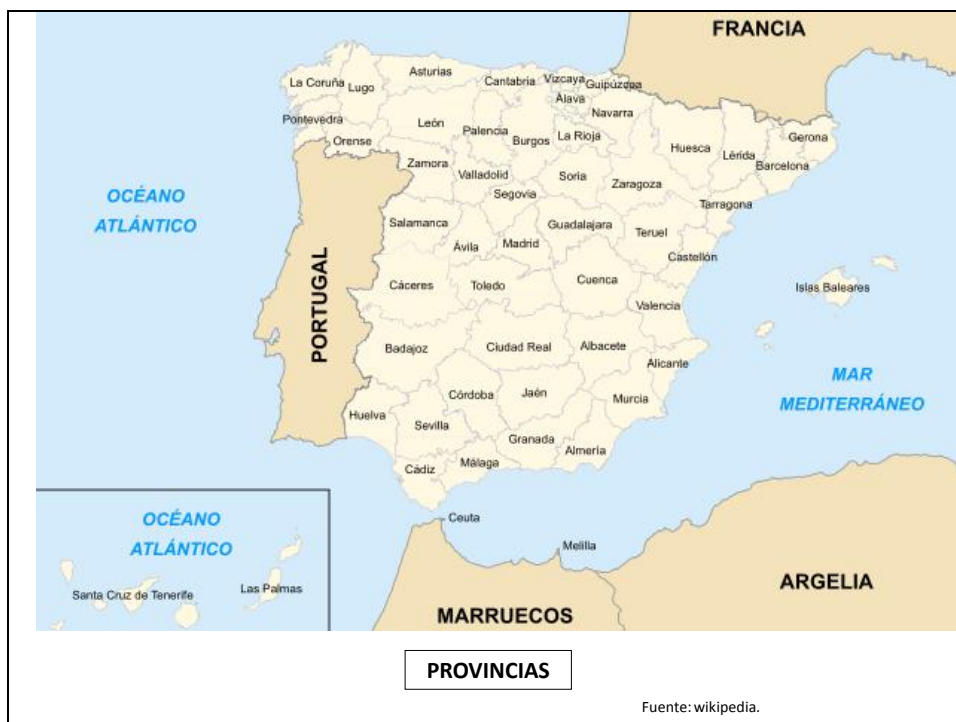 FRANCIA
Asturias
Cantabria
Vizcaya
Guipúzcoa
La Coruña
Lugo
Álava
Navarra
Pontevedra
León
Palencia
Burgos
La Rioja
Orense
Huesca
Lérida
Gerona
Barcelona
Zamora
Valladolid
Soria
Zaragoza
Segovia
Tarragona
OCÉANO
ATLÁNTICO
Salamanca
Guadalajara
Teruel
Ávila
Madrid
Castellón
PORTUGAL
Cáceres
Toledo
Cuenca
Islas Baleares
Valencia
Badajoz
Ciudad Real
Albacete
Alicante
MAR
MEDITERRÁNEO
Córdoba
Jaén
Murcia
Huelva
Sevilla
Granada
Almería
Cádiz
Málaga
Ceuta
Melilla
OCÉANO
ATLÁNTICO
Santa Cruz de Tenerife
Las Palmas
ARGELIA
MARRUECOS
PROVINCIAS
Fuente: wikipedia.